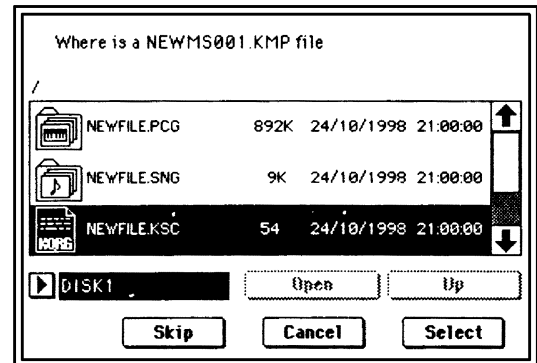 Where is a NEWMS001.KMP file
/
NEWFILE.PCG 892K 24/10/1998 21:00:00
NEWFILE.SNG 9K 24/10/1998 21:00:00
KORG NEWFILE.KSC 54 24/10/1998 21:00:00
DISK1 Open Up
Skip Cancel Select